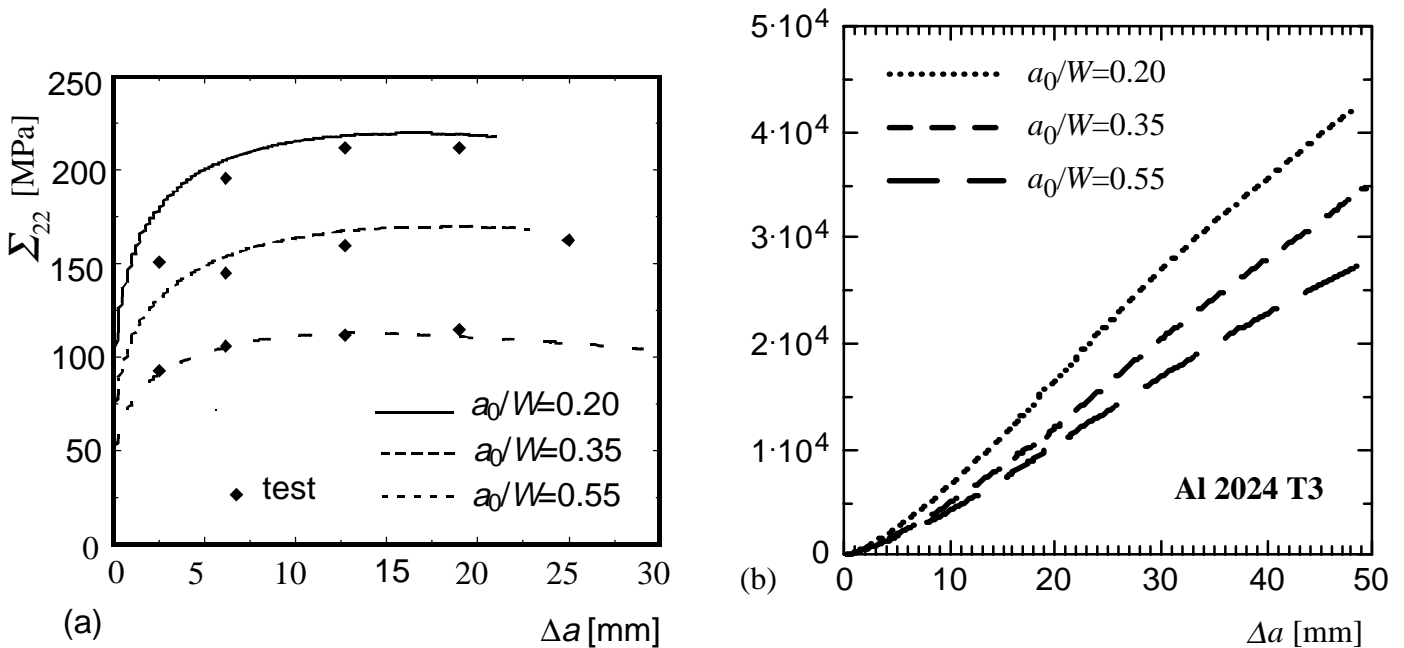 250
200
150
100
50
0
Σ22 [MPa]
a0/W=0.20
a0/W=0.35
a0/W=0.55
test
0 5 10 15 20 25 30
(a)
Δa [mm]
5·10^4
4·10^4
3·10^4
2·10^4
1·10^4
0
a0/W=0.20
a0/W=0.35
a0/W=0.55
Al 2024 T3
0 10 20 30 40 50
(b)
Δa [mm]